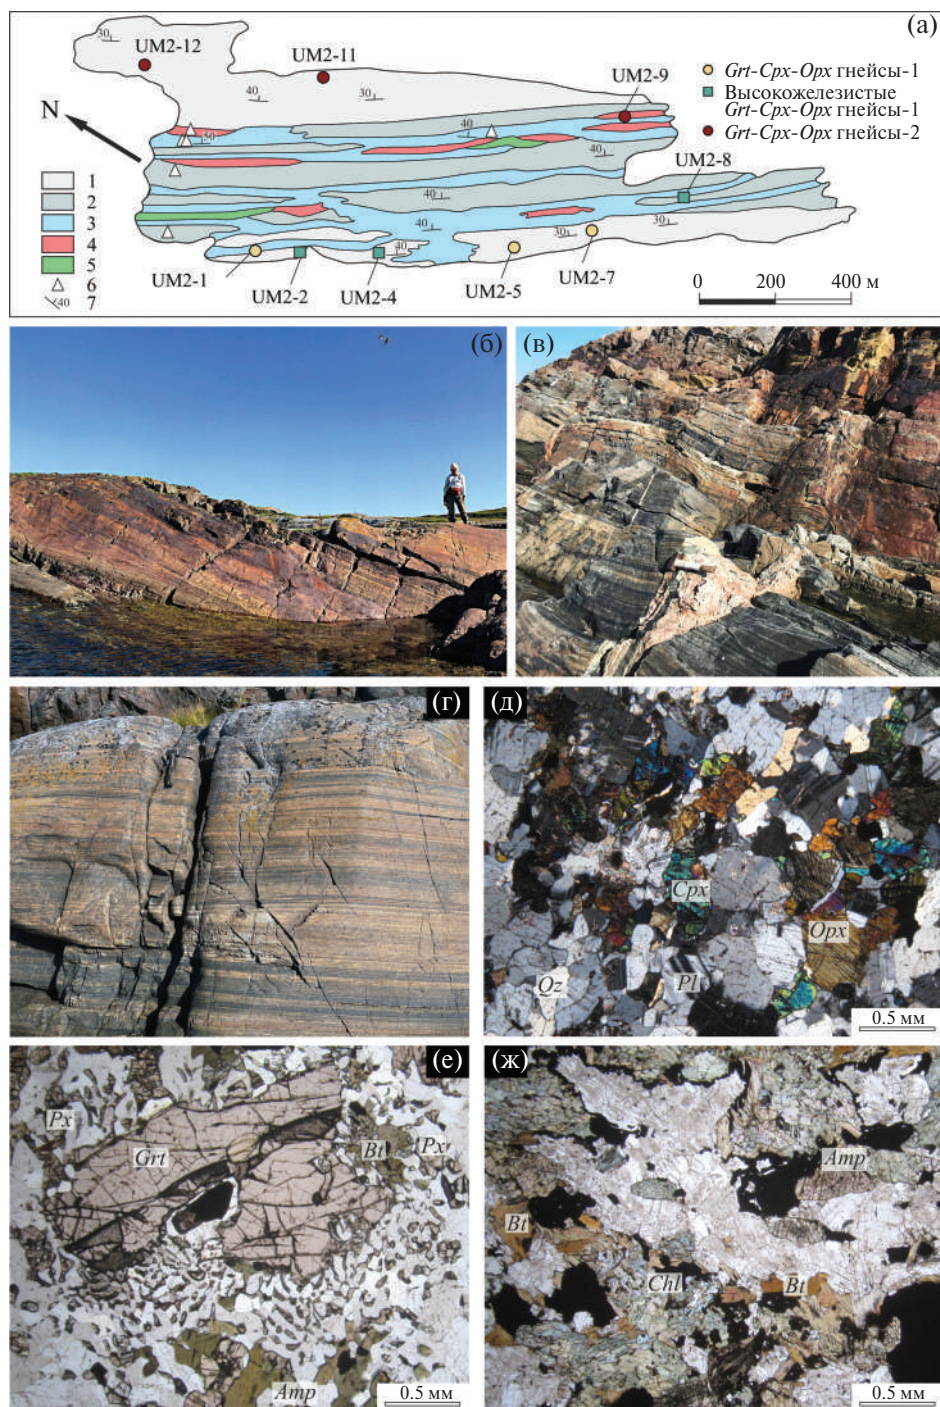 (а)
30
UM2-12
UM2-11
UM2-9
40
30
N
50
40
40
UM2-8
40
40
30
30
40
UM2-1
UM2-2
UM2-4
UM2-5
UM2-7
Grt-Cpx-Opx гнейсы-1
Высокожелезистые
Grt-Cpx-Opx гнейсы-1
Grt-Cpx-Opx гнейсы-2
1
2
3
4
5
6
40 7
0 200 400 м
(б)
(в)
(г)
(д)
Cpx
Opx
Qz
Pl
0.5 мм
(е)
Px
Grt
Bt
Px
Amp
0.5 мм
(ж)
Amp
Bt
Chl
Bt
0.5 мм